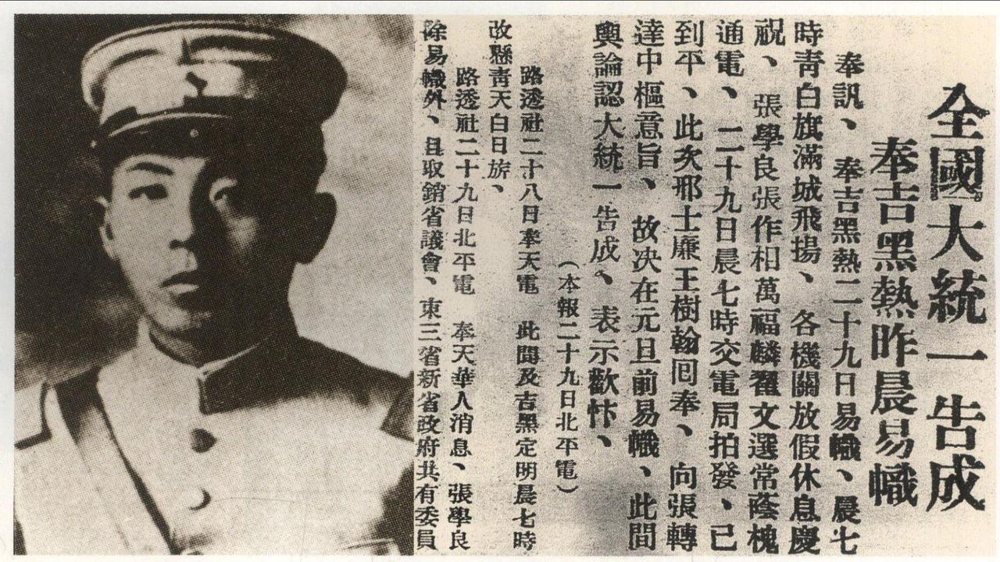 全國大統一告成
奉吉黑熱昨晨易幟
奉訊、奉吉黑熱二十九日易幟、晨七
時靑白旗滿城飛揚、各機關放假休息慶
祝、張學良張作相萬福麟翟文選常蔭槐
通電、二十九日晨七時交電局拍發、已
到平、此次邢士廉王樹翰囘奉、向張轉
達中樞意旨、故决在元旦前易幟、此間
輿論認大統一告成、表示歡忭、
（本報二十九日北平電）
路透社二十八日奉天電　此間及吉黑定明晨七時
改懸靑天白日旂、
路透社二十九日北平電　奉天華人消息、張學良
除易幟外、且取銷省議會、東三省新省政府共有委員